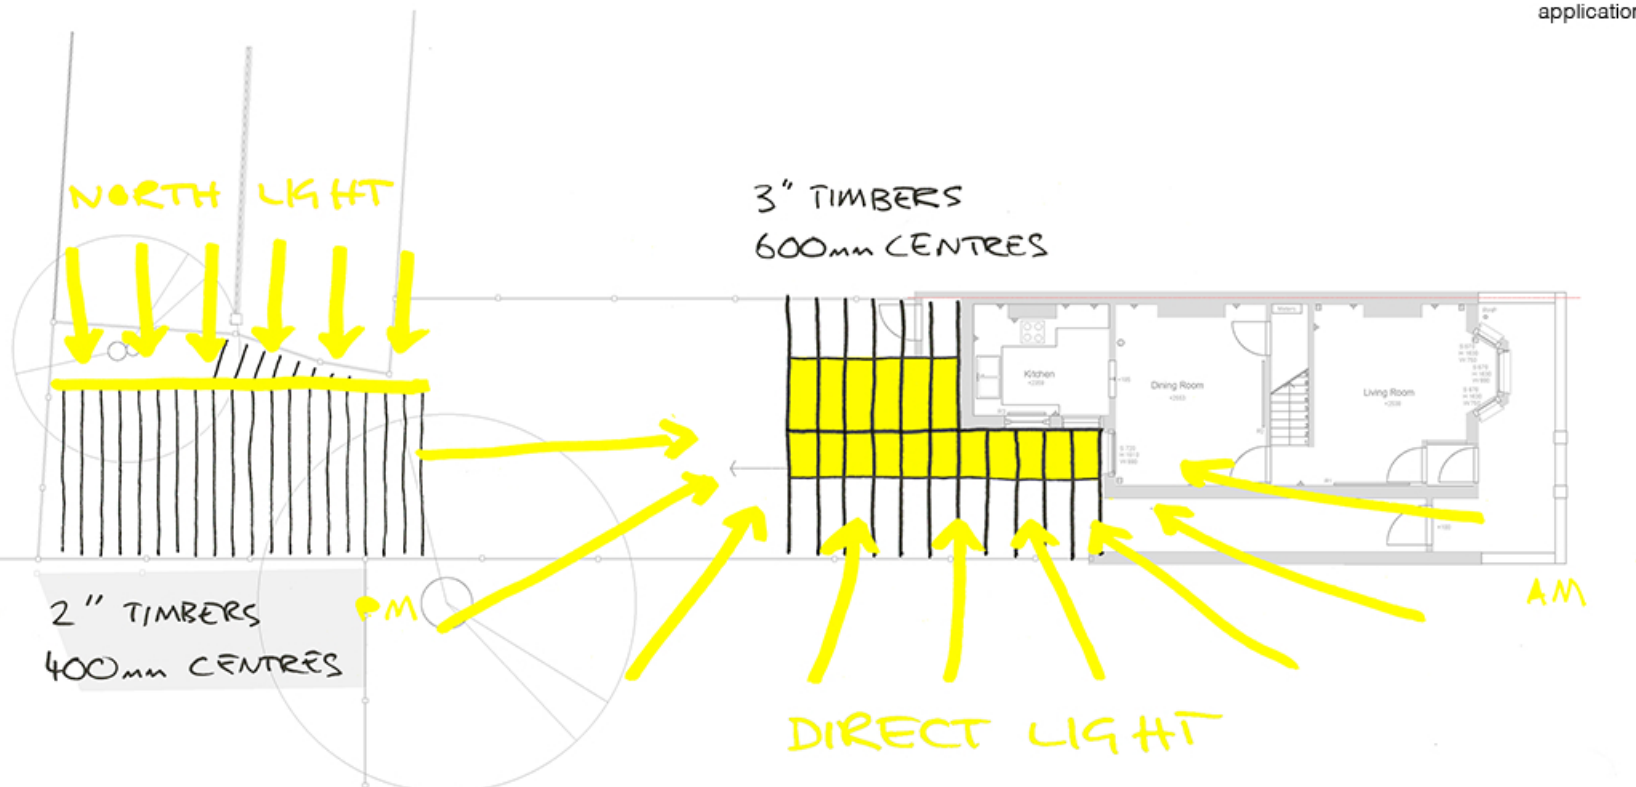 application
NORTH LIGHT
3" TIMBERS
600mm CENTRES
Kitchen
Dining Room
Living Room
2" TIMBERS
400mm CENTRES
PM
AM
DIRECT LIGHT